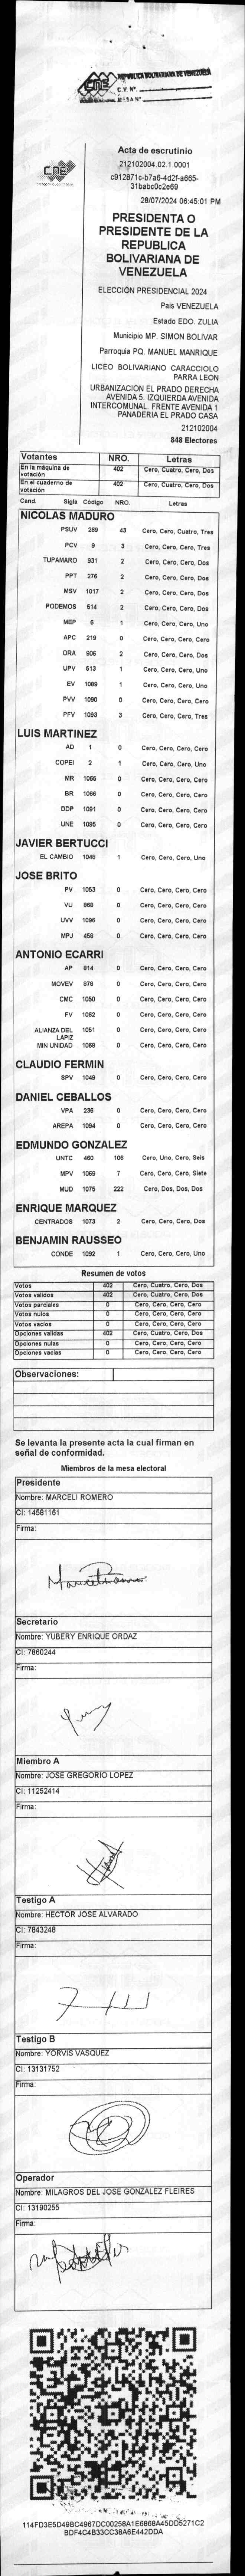 CNE
REPUBLICA BOLIVARIANA DE VENEZUELA
C.V. N°.
MESA N°.
CNE
Acta de escrutinio
212102004.02.1.0001
c912871c-b7a6-4d2f-a665-
31babc0c2e69
28/07/2024 06:45:01 PM
PRESIDENTA O
PRESIDENTE DE LA
REPUBLICA
BOLIVARIANA DE
VENEZUELA
ELECCIÓN PRESIDENCIAL 2024
Pais VENEZUELA
Estado EDO. ZULIA
Municipio MP. SIMON BOLIVAR
Parroquia PQ. MANUEL MANRIQUE
LICEO BOLIVARIANO CARACCIOLO
PARRA LEON
URBANIZACION EL PRADO DERECHA
AVENIDA 5. IZQUIERDA AVENIDA
INTERCOMUNAL. FRENTE AVENIDA 1
PANADERIA EL PRADO CASA
212102004
848 Electores
Votantes NRO. Letras
En la máquina de votación 402 Cero, Cuatro, Cero, Dos
En el cuaderno de votación 402 Cero, Cuatro, Cero, Dos
Cand. Sigla Código NRO. Letras
NICOLAS MADURO
PSUV 269 43 Cero, Cero, Cuatro, Tres
PCV 9 3 Cero, Cero, Cero, Tres
TUPAMARO 931 2 Cero, Cero, Cero, Dos
PPT 276 2 Cero, Cero, Cero, Dos
MSV 1017 2 Cero, Cero, Cero, Dos
PODEMOS 514 2 Cero, Cero, Cero, Dos
MEP 6 1 Cero, Cero, Cero, Uno
APC 219 0 Cero, Cero, Cero, Cero
ORA 906 2 Cero, Cero, Cero, Dos
UPV 513 1 Cero, Cero, Cero, Uno
EV 1089 1 Cero, Cero, Cero, Uno
PVV 1090 0 Cero, Cero, Cero, Cero
PFV 1093 3 Cero, Cero, Cero, Tres
LUIS MARTINEZ
AD 1 0 Cero, Cero, Cero, Cero
COPEI 2 1 Cero, Cero, Cero, Uno
MR 1065 0 Cero, Cero, Cero, Cero
BR 1066 0 Cero, Cero, Cero, Cero
DDP 1091 0 Cero, Cero, Cero, Cero
UNE 1095 0 Cero, Cero, Cero, Cero
JAVIER BERTUCCI
EL CAMBIO 1048 1 Cero, Cero, Cero, Uno
JOSE BRITO
PV 1053 0 Cero, Cero, Cero, Cero
VU 868 0 Cero, Cero, Cero, Cero
UVV 1096 0 Cero, Cero, Cero, Cero
MPJ 459 0 Cero, Cero, Cero, Cero
ANTONIO ECARRI
AP 814 0 Cero, Cero, Cero, Cero
MOVEV 878 0 Cero, Cero, Cero, Cero
CMC 1050 0 Cero, Cero, Cero, Cero
FV 1082 0 Cero, Cero, Cero, Cero
ALIANZA DEL LAPIZ 1051 0 Cero, Cero, Cero, Cero
MIN UNIDAD 1069 0 Cero, Cero, Cero, Cero
CLAUDIO FERMIN
SPV 1049 0 Cero, Cero, Cero, Cero
DANIEL CEBALLOS
VPA 236 0 Cero, Cero, Cero, Cero
AREPA 1094 0 Cero, Cero, Cero, Cero
EDMUNDO GONZALEZ
UNTC 460 106 Cero, Uno, Cero, Seis
MPV 1069 7 Cero, Cero, Cero, Siete
MUD 1075 222 Cero, Dos, Dos, Dos
ENRIQUE MARQUEZ
CENTRADOS 1073 2 Cero, Cero, Cero, Dos
BENJAMIN RAUSSEO
CONDE 1092 1 Cero, Cero, Cero, Uno
Resumen de votos
Votos 402 Cero, Cuatro, Cero, Dos
Votos validos 402 Cero, Cuatro, Cero, Dos
Votos parciales 0 Cero, Cero, Cero, Cero
Votos nulos 0 Cero, Cero, Cero, Cero
Votos vacios 0 Cero, Cero, Cero, Cero
Opciones validas 402 Cero, Cuatro, Cero, Dos
Opciones nulas 0 Cero, Cero, Cero, Cero
Opciones vacias 0 Cero, Cero, Cero, Cero
Observaciones:
Se levanta la presente acta la cual firman en
señal de conformidad.
Miembros de la mesa electoral
Presidente
Nombre: MARCELI ROMERO
CI: 14581161
Firma:
Secretario
Nombre: YUBERY ENRIQUE ORDAZ
CI: 7860244
Firma:
Miembro A
Nombre: JOSE GREGORIO LOPEZ
CI: 11252414
Firma:
Testigo A
Nombre: HECTOR JOSE ALVARADO
CI: 7843248
Firma:
Testigo B
Nombre: YORVIS VASQUEZ
CI: 13131752
Firma:
Operador
Nombre: MILAGROS DEL JOSE GONZALEZ FLEIRES
CI: 13190255
Firma:
114FD3E5D49BC4967DC00258A1E6868A45DD5271C2
BDF4C4B33CC38A6E442DDA